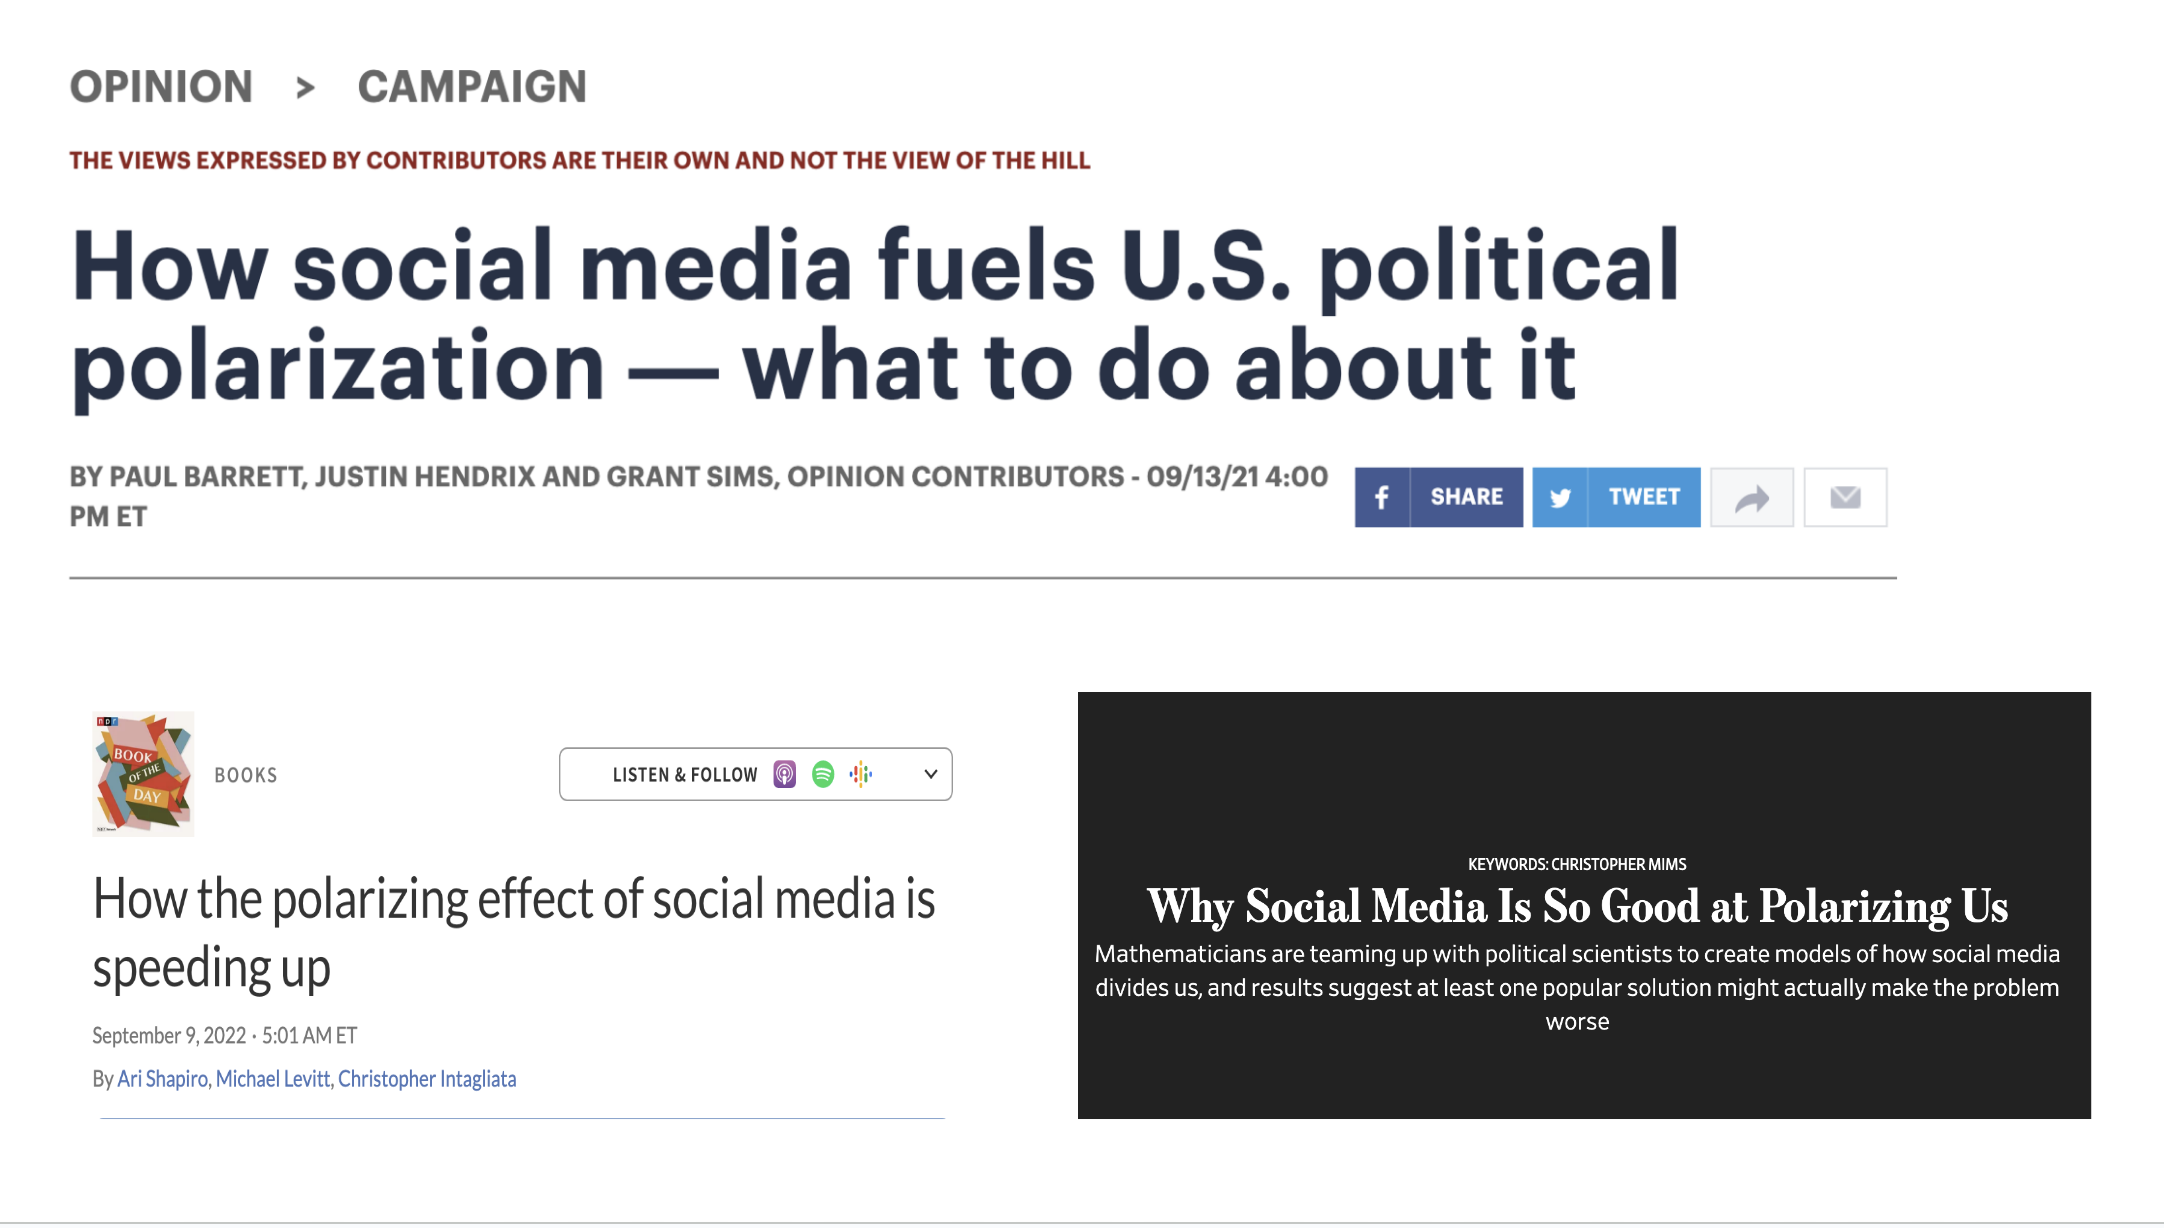 OPINION > CAMPAIGN
THE VIEWS EXPRESSED BY CONTRIBUTORS ARE THEIR OWN AND NOT THE VIEW OF THE HILL
How social media fuels U.S. political
polarization — what to do about it
BY PAUL BARRETT, JUSTIN HENDRIX AND GRANT SIMS, OPINION CONTRIBUTORS - 09/13/21 4:00
PM ET
f SHARE TWEET
npr
BOOK
OF THE
DAY
BOOKS
LISTEN & FOLLOW
How the polarizing effect of social media is
speeding up
September 9, 2022 · 5:01 AM ET
By Ari Shapiro, Michael Levitt, Christopher Intagliata
KEYWORDS: CHRISTOPHER MIMS
Why Social Media Is So Good at Polarizing Us
Mathematicians are teaming up with political scientists to create models of how social media
divides us, and results suggest at least one popular solution might actually make the problem
worse